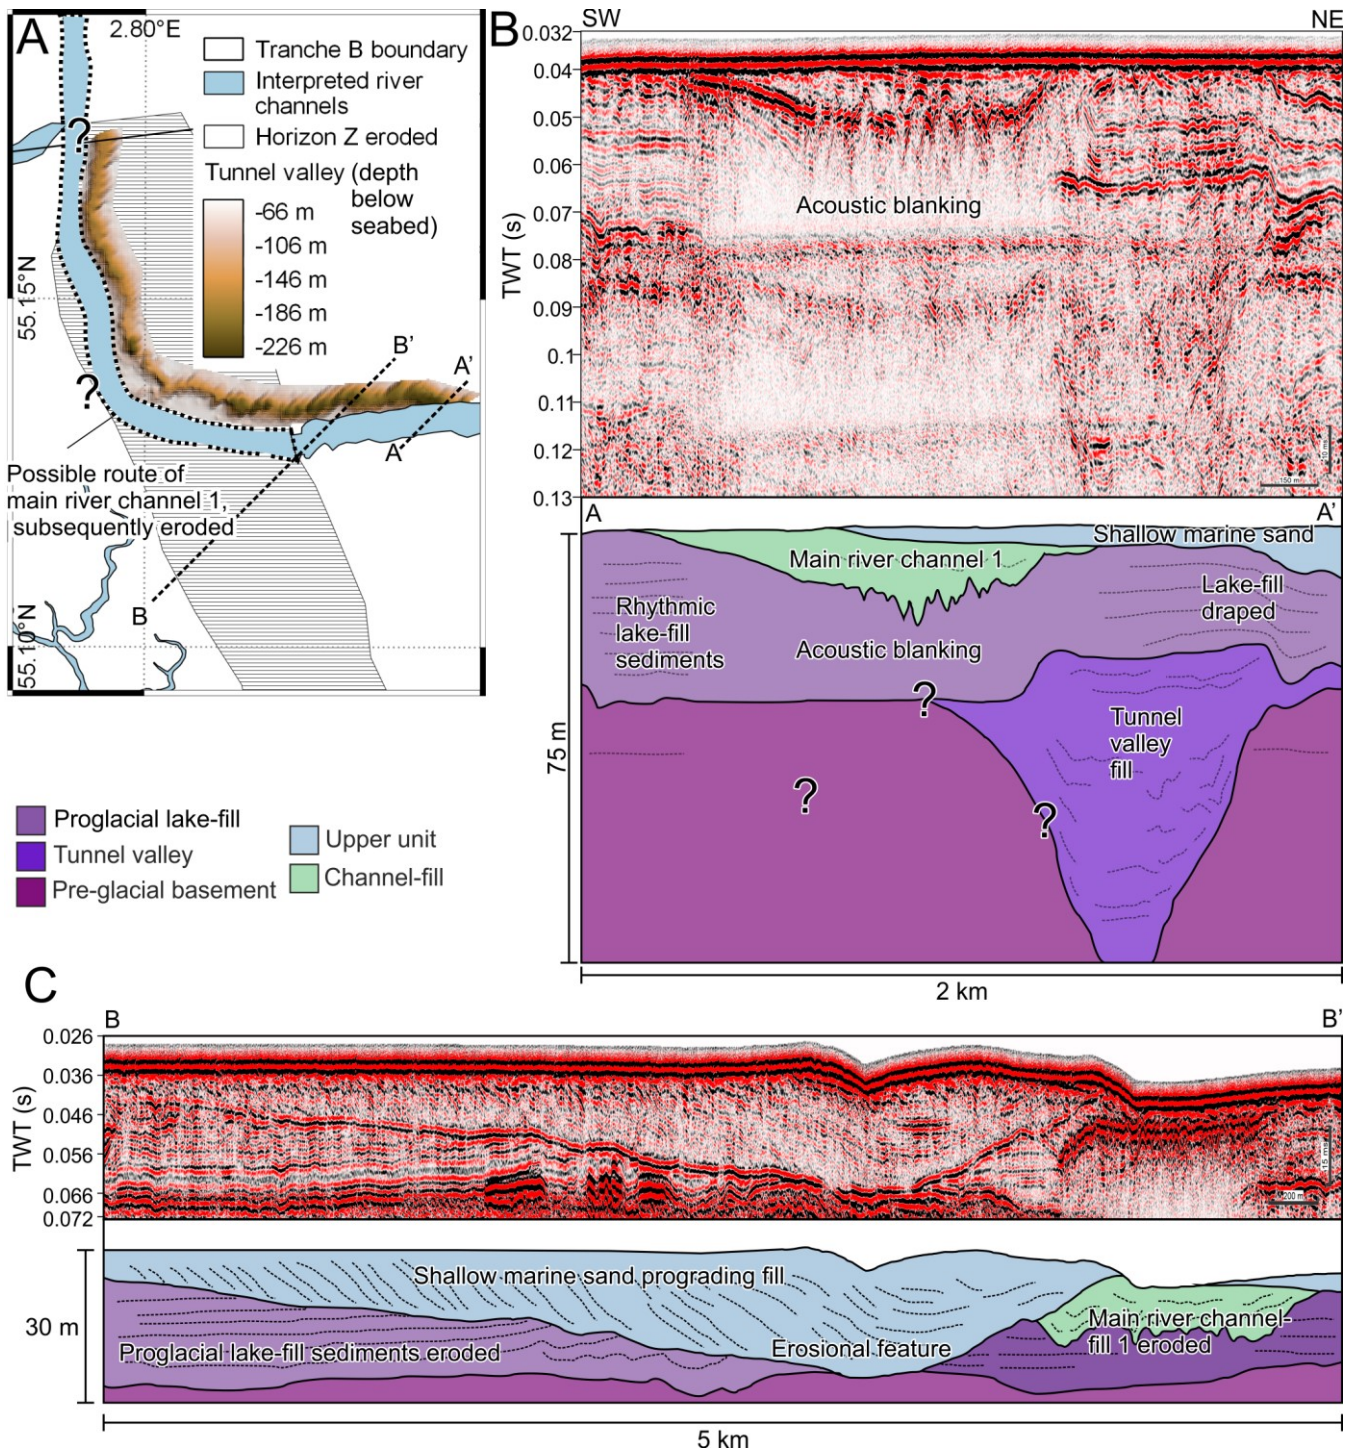 A
2.80°E
Tranche B boundary
Interpreted river
channels
Horizon Z eroded
Tunnel valley (depth
below
seabed)
-66 m
-106 m
-146 m
-186 m
-226 m
55.15°N
55.10°N
?
?
B'
A'
A
B
Possible route of
main river channel 1,
subsequently eroded
B
SW
NE
TWT (s)
0.032
0.04
0.05
0.06
0.07
0.08
0.09
0.1
0.11
0.12
0.13
Acoustic blanking
20 ms
150 m
A
A'
Shallow marine sand
Main river channel 1
Rhythmic
lake-fill
sediments
Lake-fill
draped
Acoustic blanking
?
?
?
Tunnel
valley
fill
75 m
2 km
Proglacial lake-fill
Tunnel valley
Pre-glacial basement
Upper unit
Channel-fill
C
B
B'
TWT (s)
0.026
0.036
0.046
0.056
0.066
0.072
15 ms
200 m
30 m
Shallow marine sand prograding fill
Proglacial lake-fill sediments eroded
Erosional feature
Main river channel-
fill 1 eroded
5 km